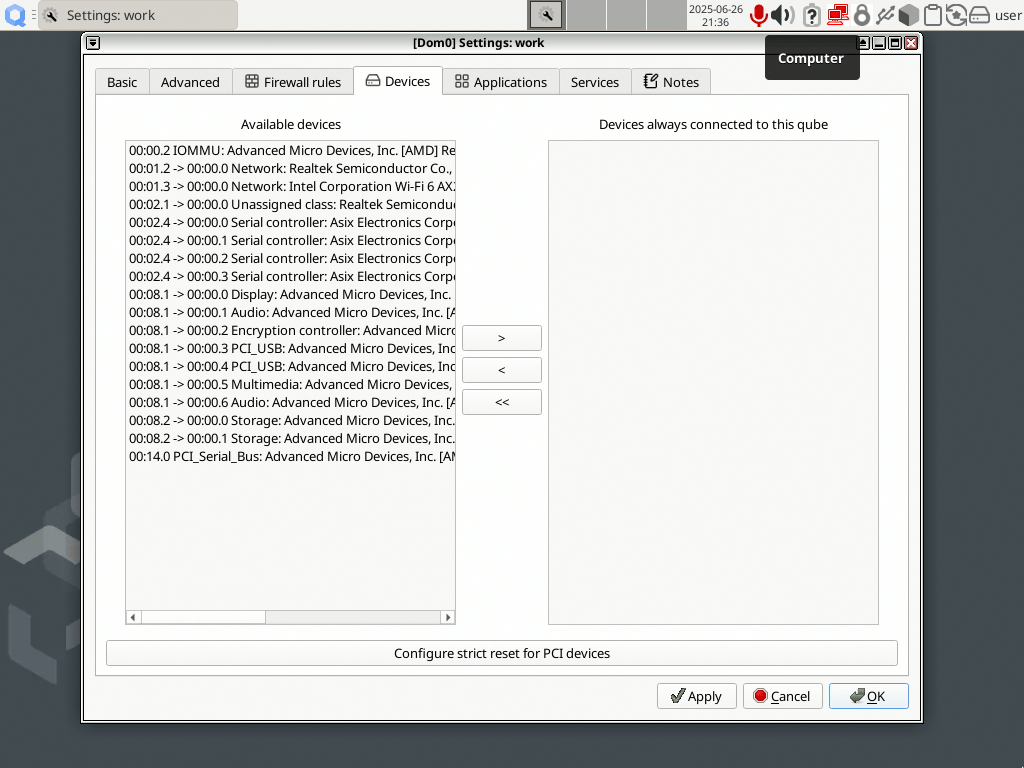 Settings: work
2025-06-26
21:36
user
[Dom0] Settings: work
Computer
Basic
Advanced
Firewall rules
Devices
Applications
Services
Notes
Available devices
Devices always connected to this qube
00:00.2 IOMMU: Advanced Micro Devices, Inc. [AMD] Re
00:01.2 -> 00:00.0 Network: Realtek Semiconductor Co.,
00:01.3 -> 00:00.0 Network: Intel Corporation Wi-Fi 6 AX
00:02.1 -> 00:00.0 Unassigned class: Realtek Semicondu
00:02.4 -> 00:00.0 Serial controller: Asix Electronics Corp
00:02.4 -> 00:00.1 Serial controller: Asix Electronics Corp
00:02.4 -> 00:00.2 Serial controller: Asix Electronics Corp
00:02.4 -> 00:00.3 Serial controller: Asix Electronics Corp
00:08.1 -> 00:00.0 Display: Advanced Micro Devices, Inc.
00:08.1 -> 00:00.1 Audio: Advanced Micro Devices, Inc. [A
00:08.1 -> 00:00.2 Encryption controller: Advanced Micro
00:08.1 -> 00:00.3 PCI_USB: Advanced Micro Devices, Inc
00:08.1 -> 00:00.4 PCI_USB: Advanced Micro Devices, Inc
00:08.1 -> 00:00.5 Multimedia: Advanced Micro Devices,
00:08.1 -> 00:00.6 Audio: Advanced Micro Devices, Inc. [A
00:08.2 -> 00:00.0 Storage: Advanced Micro Devices, Inc.
00:08.2 -> 00:00.1 Storage: Advanced Micro Devices, Inc.
00:14.0 PCI_Serial_Bus: Advanced Micro Devices, Inc. [AM
>
<
<<
Configure strict reset for PCI devices
Apply
Cancel
OK